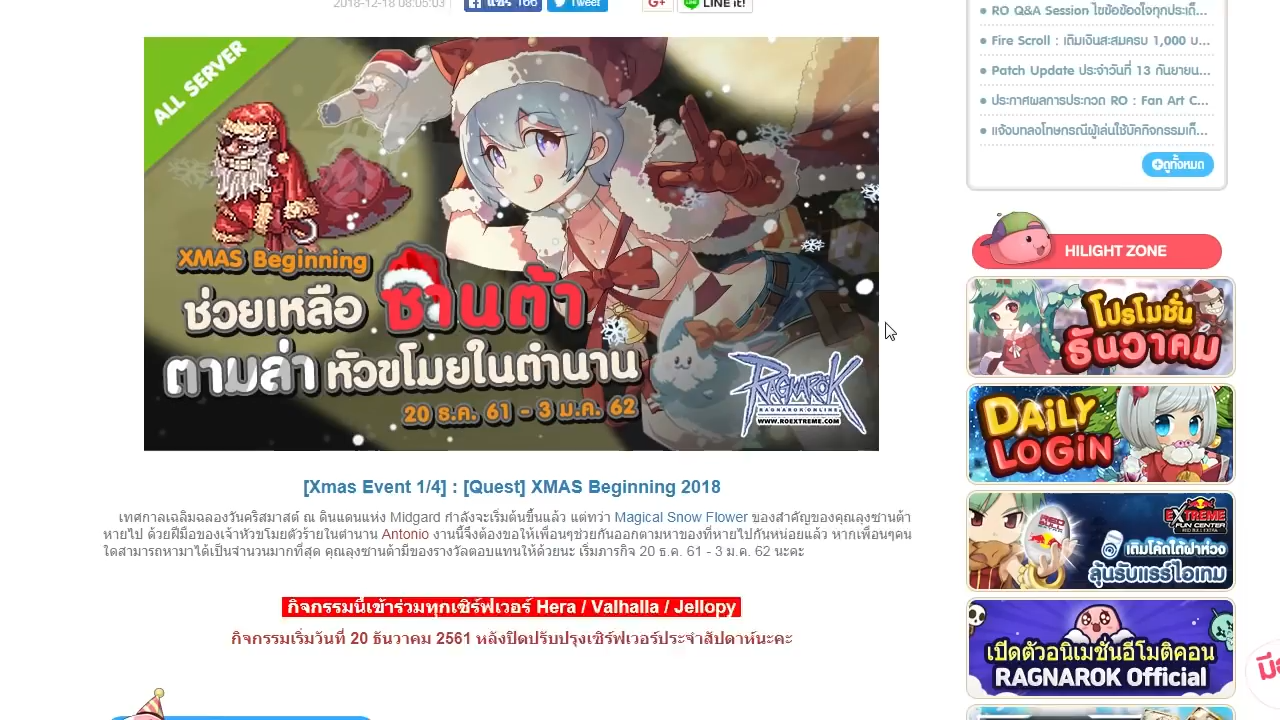 2018-12-18 08:05:03
แชร์ 166
Tweet
G+
LINE it!
ALL SERVER
XMAS Beginning
ช่วยเหลือ ซานต้า
ตามล่า หัวขโมยในตำนาน
20 ธ.ค. 61 - 3 ม.ค. 62
RAGNAROK
RAGNAROK ONLINE
WWW.ROEXTREME.COM
[Xmas Event 1/4] : [Quest] XMAS Beginning 2018
เทศกาลเฉลิมฉลองวันคริสมาสต์ ณ ดินแดนแห่ง Midgard กำลังจะเริ่มต้นขึ้นแล้ว แต่ทว่า Magical Snow Flower ของสำคัญของคุณลุงซานต้า
หายไป ด้วยฝีมือของเจ้าหัวขโมยตัวร้ายในตำนาน Antonio งานนี้จึงต้องขอให้เพื่อนๆช่วยกันออกตามหาของที่หายไปกันหน่อยแล้ว หากเพื่อนๆคน
ใดสามารถหามาได้เป็นจำนวนมากที่สุด คุณลุงซานต้ามีของรางวัลตอบแทนให้ด้วยนะ เริ่มภารกิจ 20 ธ.ค. 61 - 3 ม.ค. 62 นะคะ
กิจกรรมนี้เข้าร่วมทุกเซิร์ฟเวอร์ Hera / Valhalla / Jellopy
กิจกรรมเริ่มวันที่ 20 ธันวาคม 2561 หลังปิดปรับปรุงเซิร์ฟเวอร์ประจำสัปดาห์นะคะ
RO Q&A Session ไขข้อข้องใจทุกประเด็...
Fire Scroll : เติมเงินสะสมครบ 1,000 บ...
Patch Update ประจำวันที่ 13 กันยายน...
ประกาศผลการประกวด RO : Fan Art C...
แจ้งบทลงโทษกรณีผู้เล่นใช้บัคกิจกรรมเก็...
ดูทั้งหมด
HILIGHT ZONE
โปรโมชั่น
ธันวาคม
DAILY
LOGIN
EXTREME
FUN CENTER
เติมโค้ดใต้ฝาห่วง
ลุ้นรับแรร์ไอเทม
เปิดตัวอนิเมชั่นอีโมติคอน
RAGNAROK Official